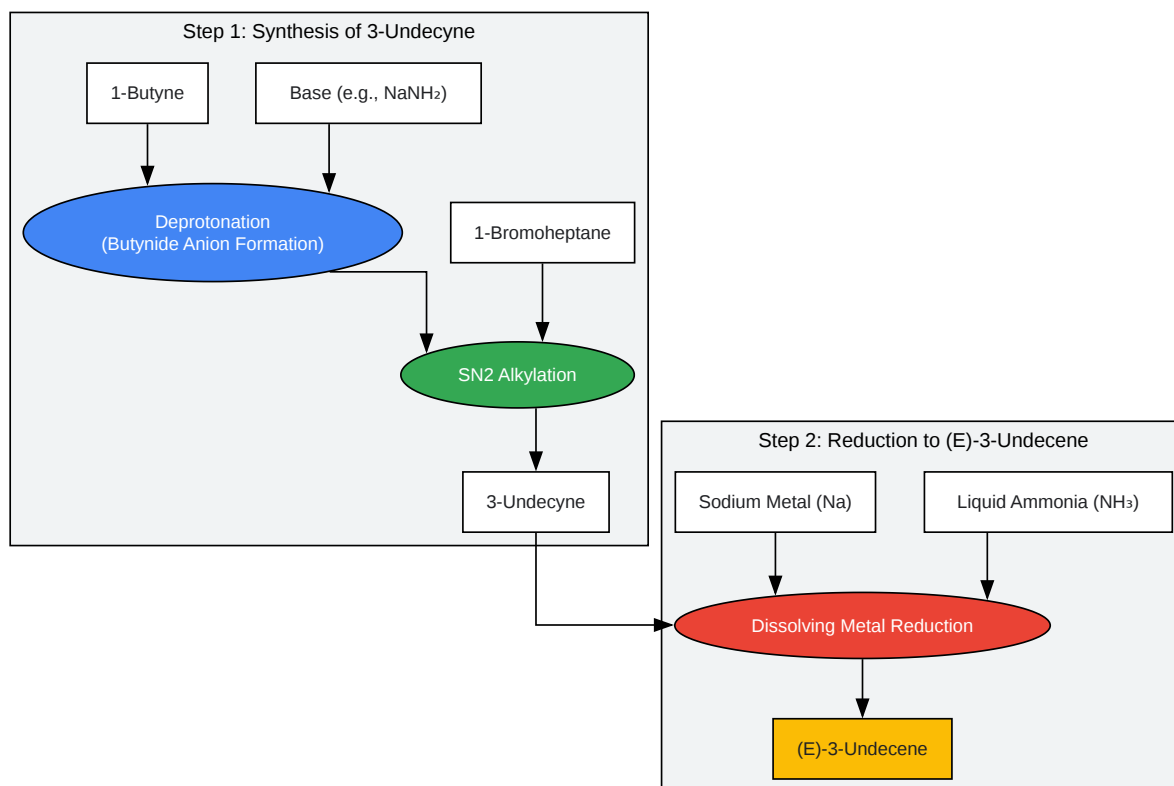 Step 1: Synthesis of 3-Undecyne
1-Butyne
Base (e.g., NaNH₂)
Deprotonation
(Butynide Anion Formation)
1-Bromoheptane
SN2 Alkylation
3-Undecyne
Step 2: Reduction to (E)-3-Undecene
Sodium Metal (Na)
Liquid Ammonia (NH₃)
Dissolving Metal Reduction
(E)-3-Undecene